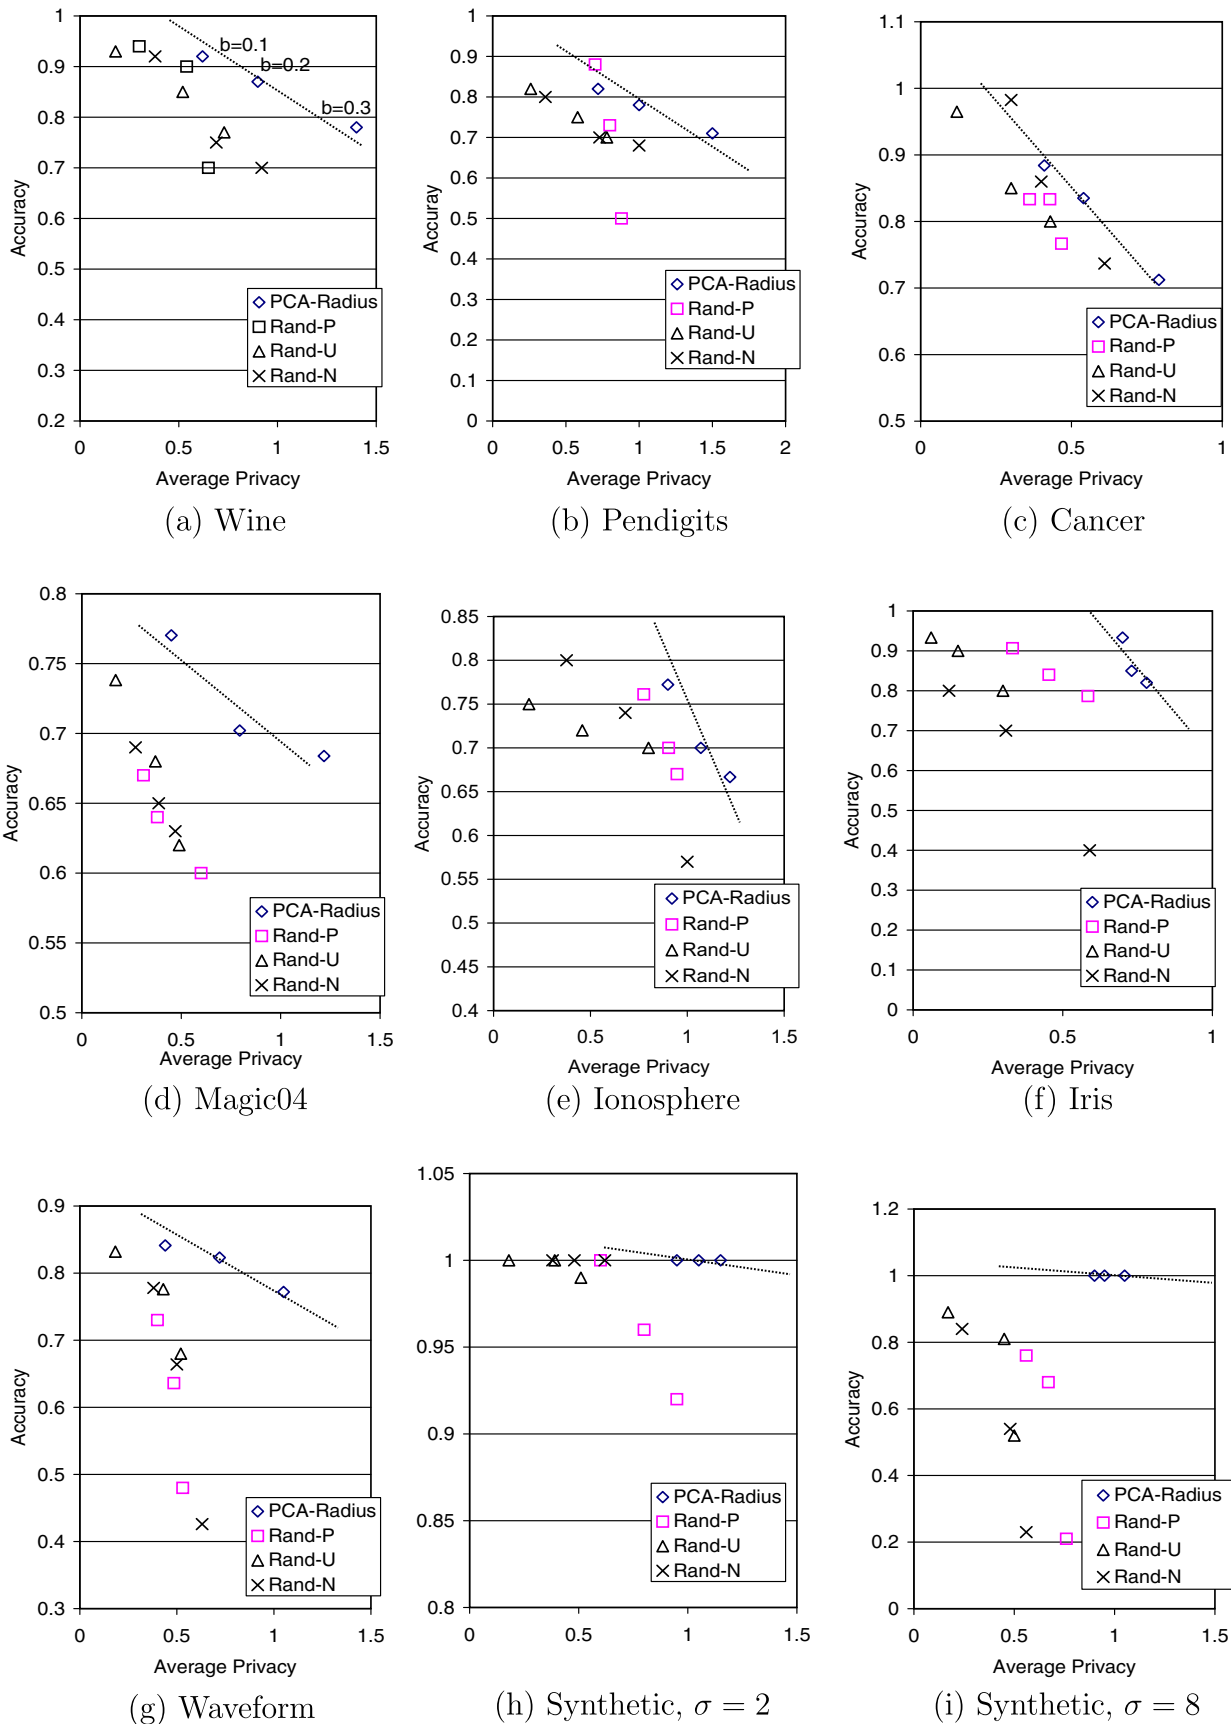 1
0.9
0.8
0.7
0.6
0.5
0.4
0.3
0.2
0
0.5
1
1.5
Accuracy
Average Privacy
b=0.1
b=0.2
b=0.3
PCA-Radius
Rand-P
Rand-U
Rand-N
(a) Wine
1
0.9
0.8
0.7
0.6
0.5
0.4
0.3
0.2
0.1
0
0
0.5
1
1.5
2
Accuray
Average Privacy
PCA-Radius
Rand-P
Rand-U
Rand-N
(b) Pendigits
1.1
1
0.9
0.8
0.7
0.6
0.5
0
0.5
1
Accuracy
Average Privacy
PCA-Radius
Rand-P
Rand-U
Rand-N
(c) Cancer
0.8
0.75
0.7
0.65
0.6
0.55
0.5
0
0.5
1
1.5
Accuracy
Average Privacy
PCA-Radius
Rand-P
Rand-U
Rand-N
(d) Magic04
0.85
0.8
0.75
0.7
0.65
0.6
0.55
0.5
0.45
0.4
0
0.5
1
1.5
Accuracy
Average Privacy
PCA-Radius
Rand-P
Rand-U
Rand-N
(e) Ionosphere
1
0.9
0.8
0.7
0.6
0.5
0.4
0.3
0.2
0.1
0
0
0.5
1
Accuracy
Average Privacy
PCA-Radius
Rand-P
Rand-U
Rand-N
(f) Iris
0.9
0.8
0.7
0.6
0.5
0.4
0.3
0
0.5
1
1.5
Accuracy
Average Privacy
PCA-Radius
Rand-P
Rand-U
Rand-N
(g) Waveform
1.05
1
0.95
0.9
0.85
0.8
0
0.5
1
1.5
Accuracy
Average Privacy
PCA-Radius
Rand-P
Rand-U
Rand-N
(h) Synthetic, σ = 2
1.2
1
0.8
0.6
0.4
0.2
0
0
0.5
1
1.5
Accuracy
Average Privacy
PCA-Radius
Rand-P
Rand-U
Rand-N
(i) Synthetic, σ = 8